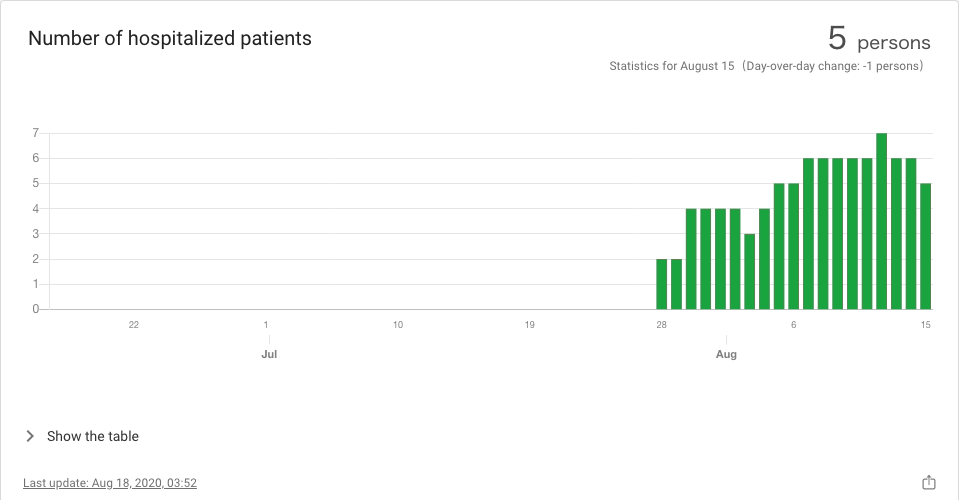 Number of hospitalized patients
5 persons
Statistics for August 15 (Day-over-day change: -1 persons)
7
6
5
4
3
2
1
0
22 1 10 19 28 6 15
Jul Aug
Show the table
Last update: Aug 18, 2020, 03:52